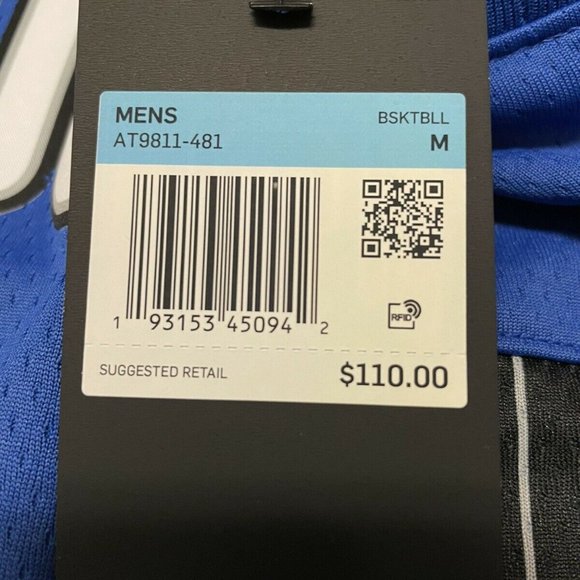 MENS BSKTBLL
AT9811-481 M
1 93153 45094 2
RFID
SUGGESTED RETAIL $110.00